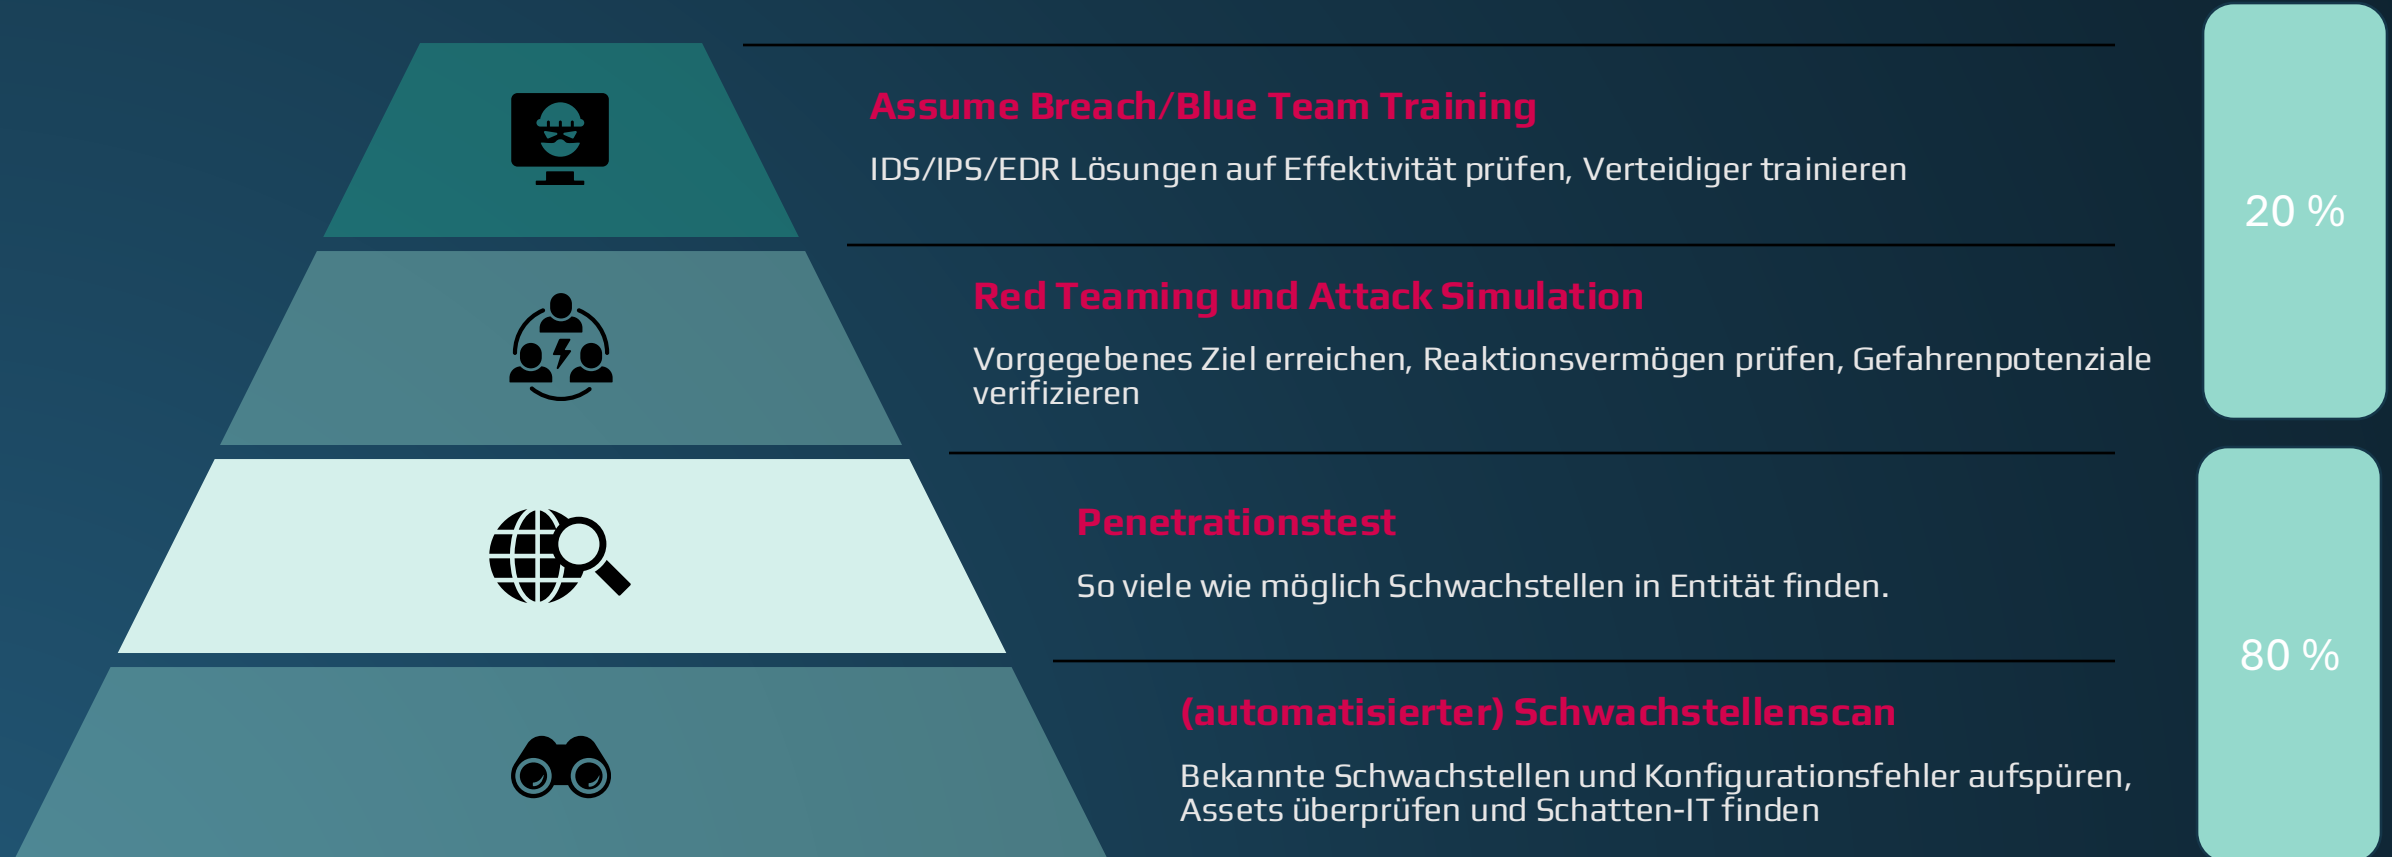 Assume Breach/Blue Team Training
IDS/IPS/EDR Lösungen auf Effektivität prüfen, Verteidiger trainieren
20 %
Red Teaming und Attack Simulation
Vorgegebenes Ziel erreichen, Reaktionsvermögen prüfen, Gefahrenpotenziale
verifizieren
Penetrationstest
So viele wie möglich Schwachstellen in Entität finden.
80 %
(automatisierter) Schwachstellenscan
Bekannte Schwachstellen und Konfigurationsfehler aufspüren,
Assets überprüfen und Schatten-IT finden